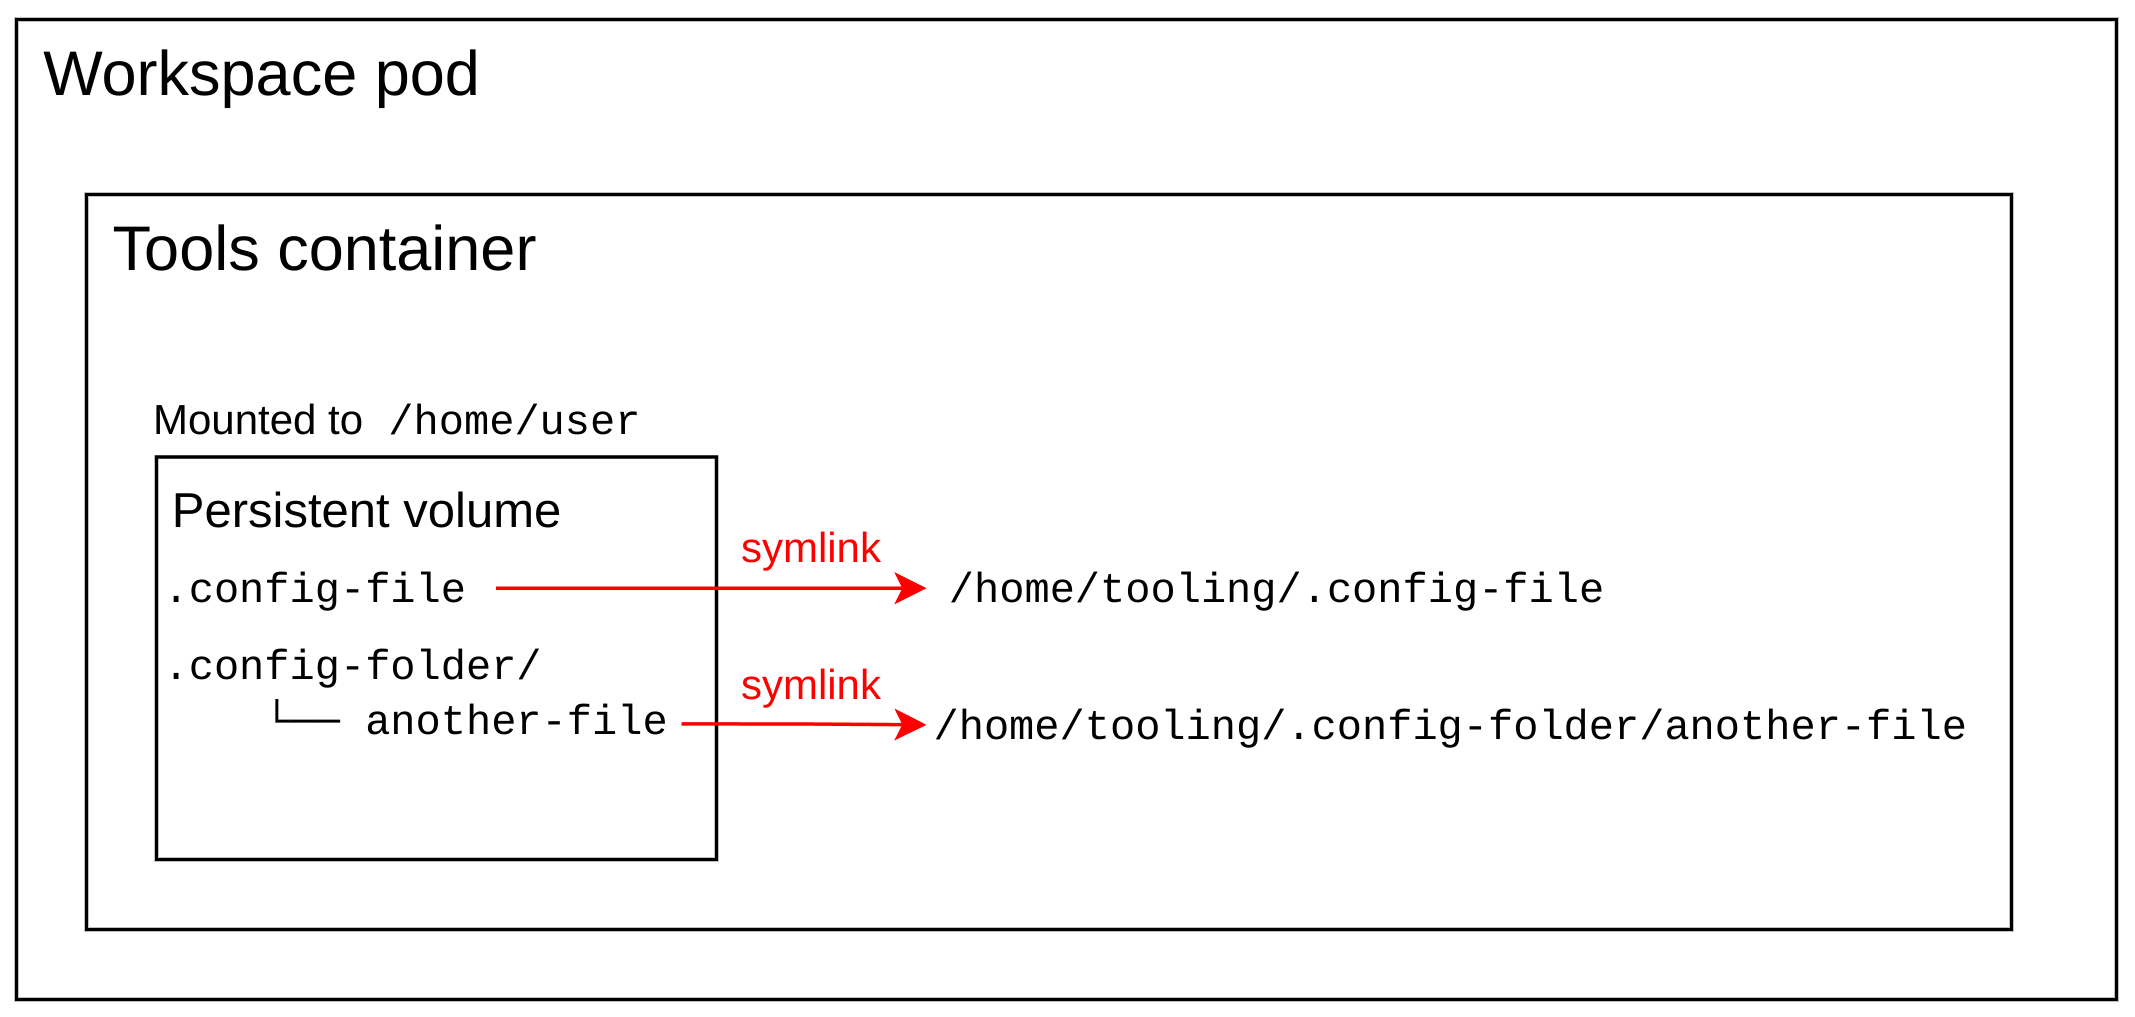 Workspace pod
Tools container
Mounted to /home/user
Persistent volume
symlink
.config-file
/home/tooling/.config-file
.config-folder/
symlink
└── another-file
/home/tooling/.config-folder/another-file